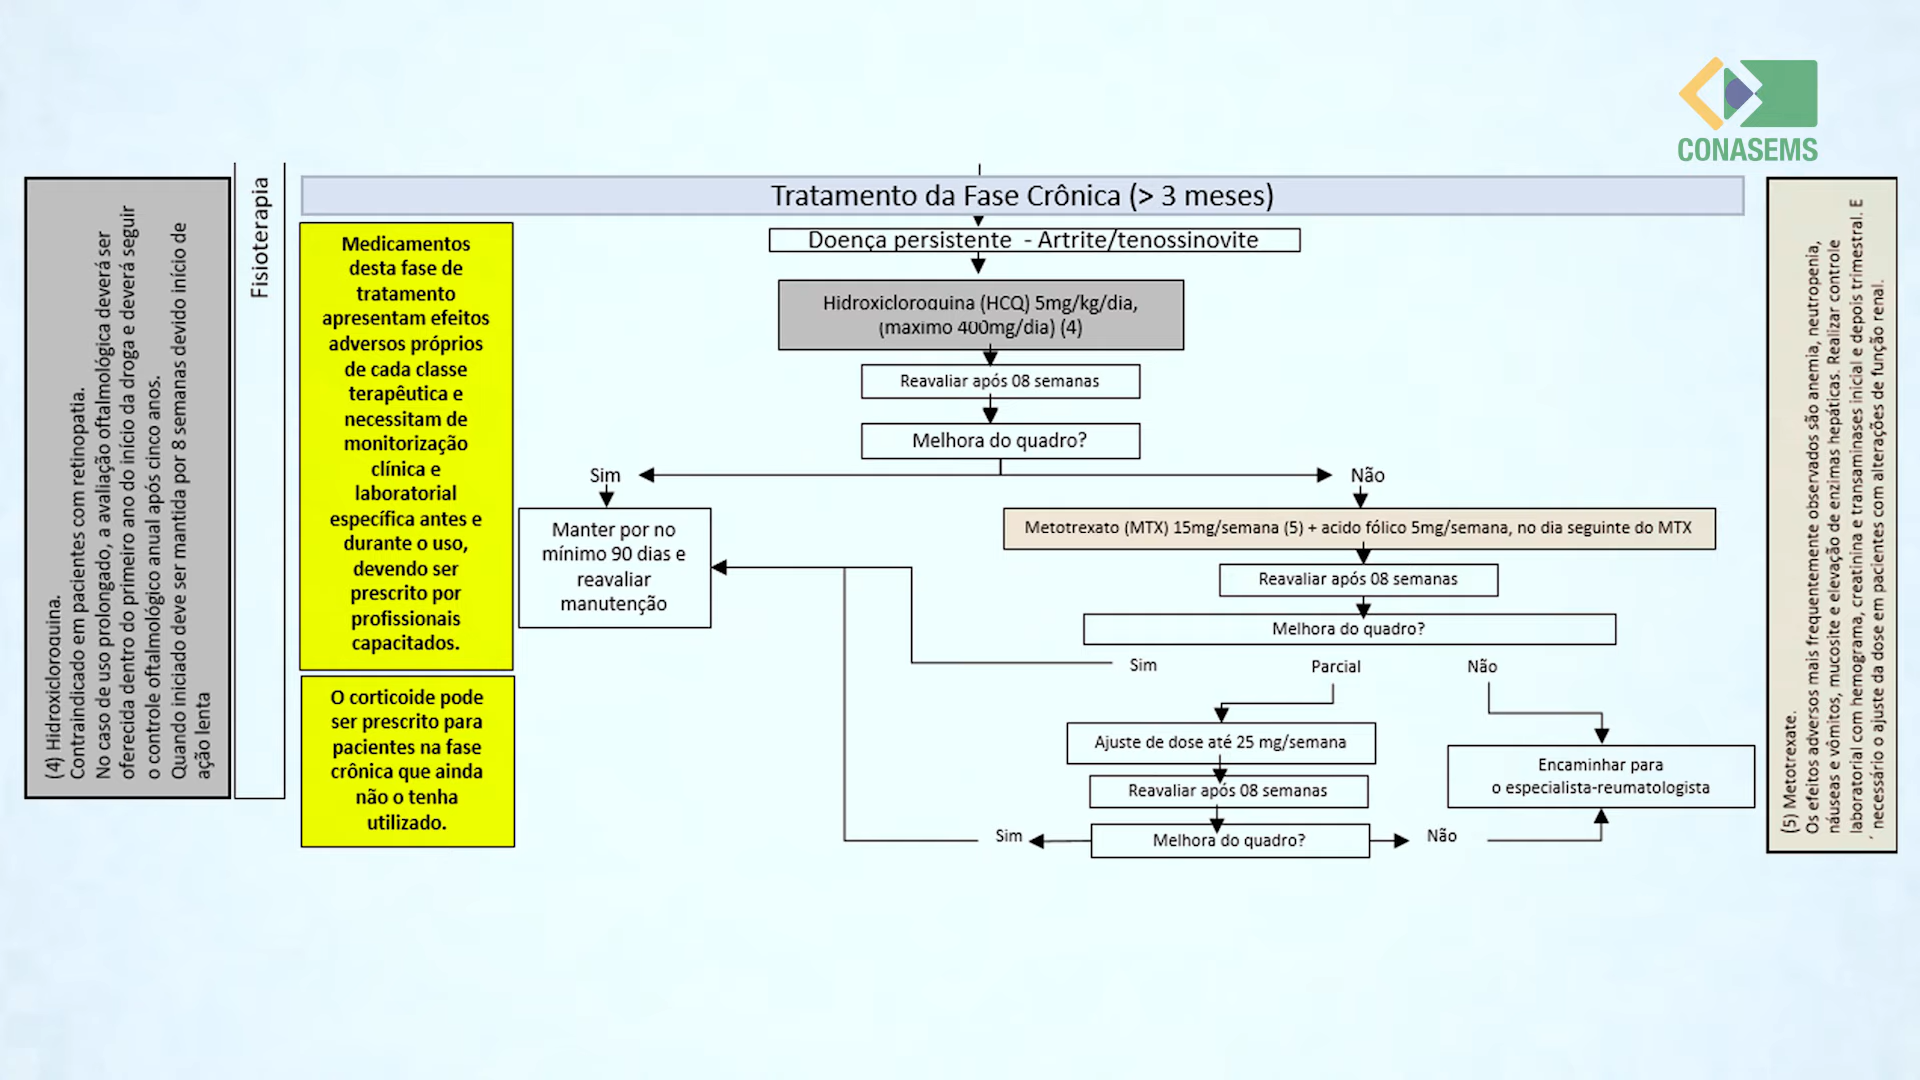 CONASEMS
(4) Hidroxicloroquina.
Contraindicado em pacientes com retinopatia.
No caso de uso prolongado, a avaliação oftalmológica deverá ser
oferecida dentro do primeiro ano do início da droga e deverá seguir
o controle oftalmológico anual após cinco anos.
Quando iniciado deve ser mantida por 8 semanas devido início de
ação lenta
Fisioterapia
Tratamento da Fase Crônica (> 3 meses)
Medicamentos
desta fase de
tratamento
apresentam efeitos
adversos próprios
de cada classe
terapêutica e
necessitam de
monitorização
clínica e
laboratorial
específica antes e
durante o uso,
devendo ser
prescrito por
profissionais
capacitados.
O corticoide pode
ser prescrito para
pacientes na fase
crônica que ainda
não o tenha
utilizado.
Doença persistente - Artrite/tenossinovite
Hidroxicloroquina (HCQ) 5mg/kg/dia,
(maximo 400mg/dia) (4)
Reavaliar após 08 semanas
Melhora do quadro?
Sim
Não
Manter por no
mínimo 90 dias e
reavaliar
manutenção
Metotrexato (MTX) 15mg/semana (5) + acido fólico 5mg/semana, no dia seguinte do MTX
Reavaliar após 08 semanas
Melhora do quadro?
Sim
Parcial
Não
Ajuste de dose até 25 mg/semana
Reavaliar após 08 semanas
Melhora do quadro?
Sim
Não
Encaminhar para
o especialista-reumatologista
(5) Metotrexate.
Os efeitos adversos mais frequentemente observados são anemia, neutropenia,
náuseas e vômitos, mucosite e elevação de enzimas hepáticas. Realizar controle
laboratorial com hemograma, creatinina e transaminases inicial e depois trimestral. E
´ necessário o ajuste da dose em pacientes com alterações de função renal.